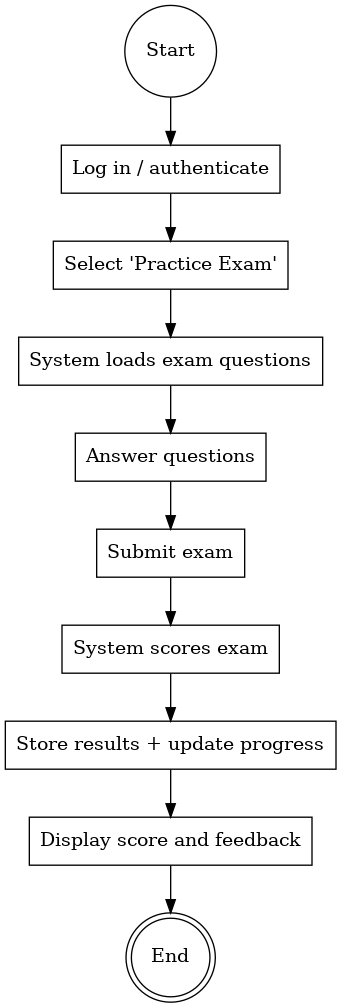 Start
Log in / authenticate
Select 'Practice Exam'
System loads exam questions
Answer questions
Submit exam
System scores exam
Store results + update progress
Display score and feedback
End